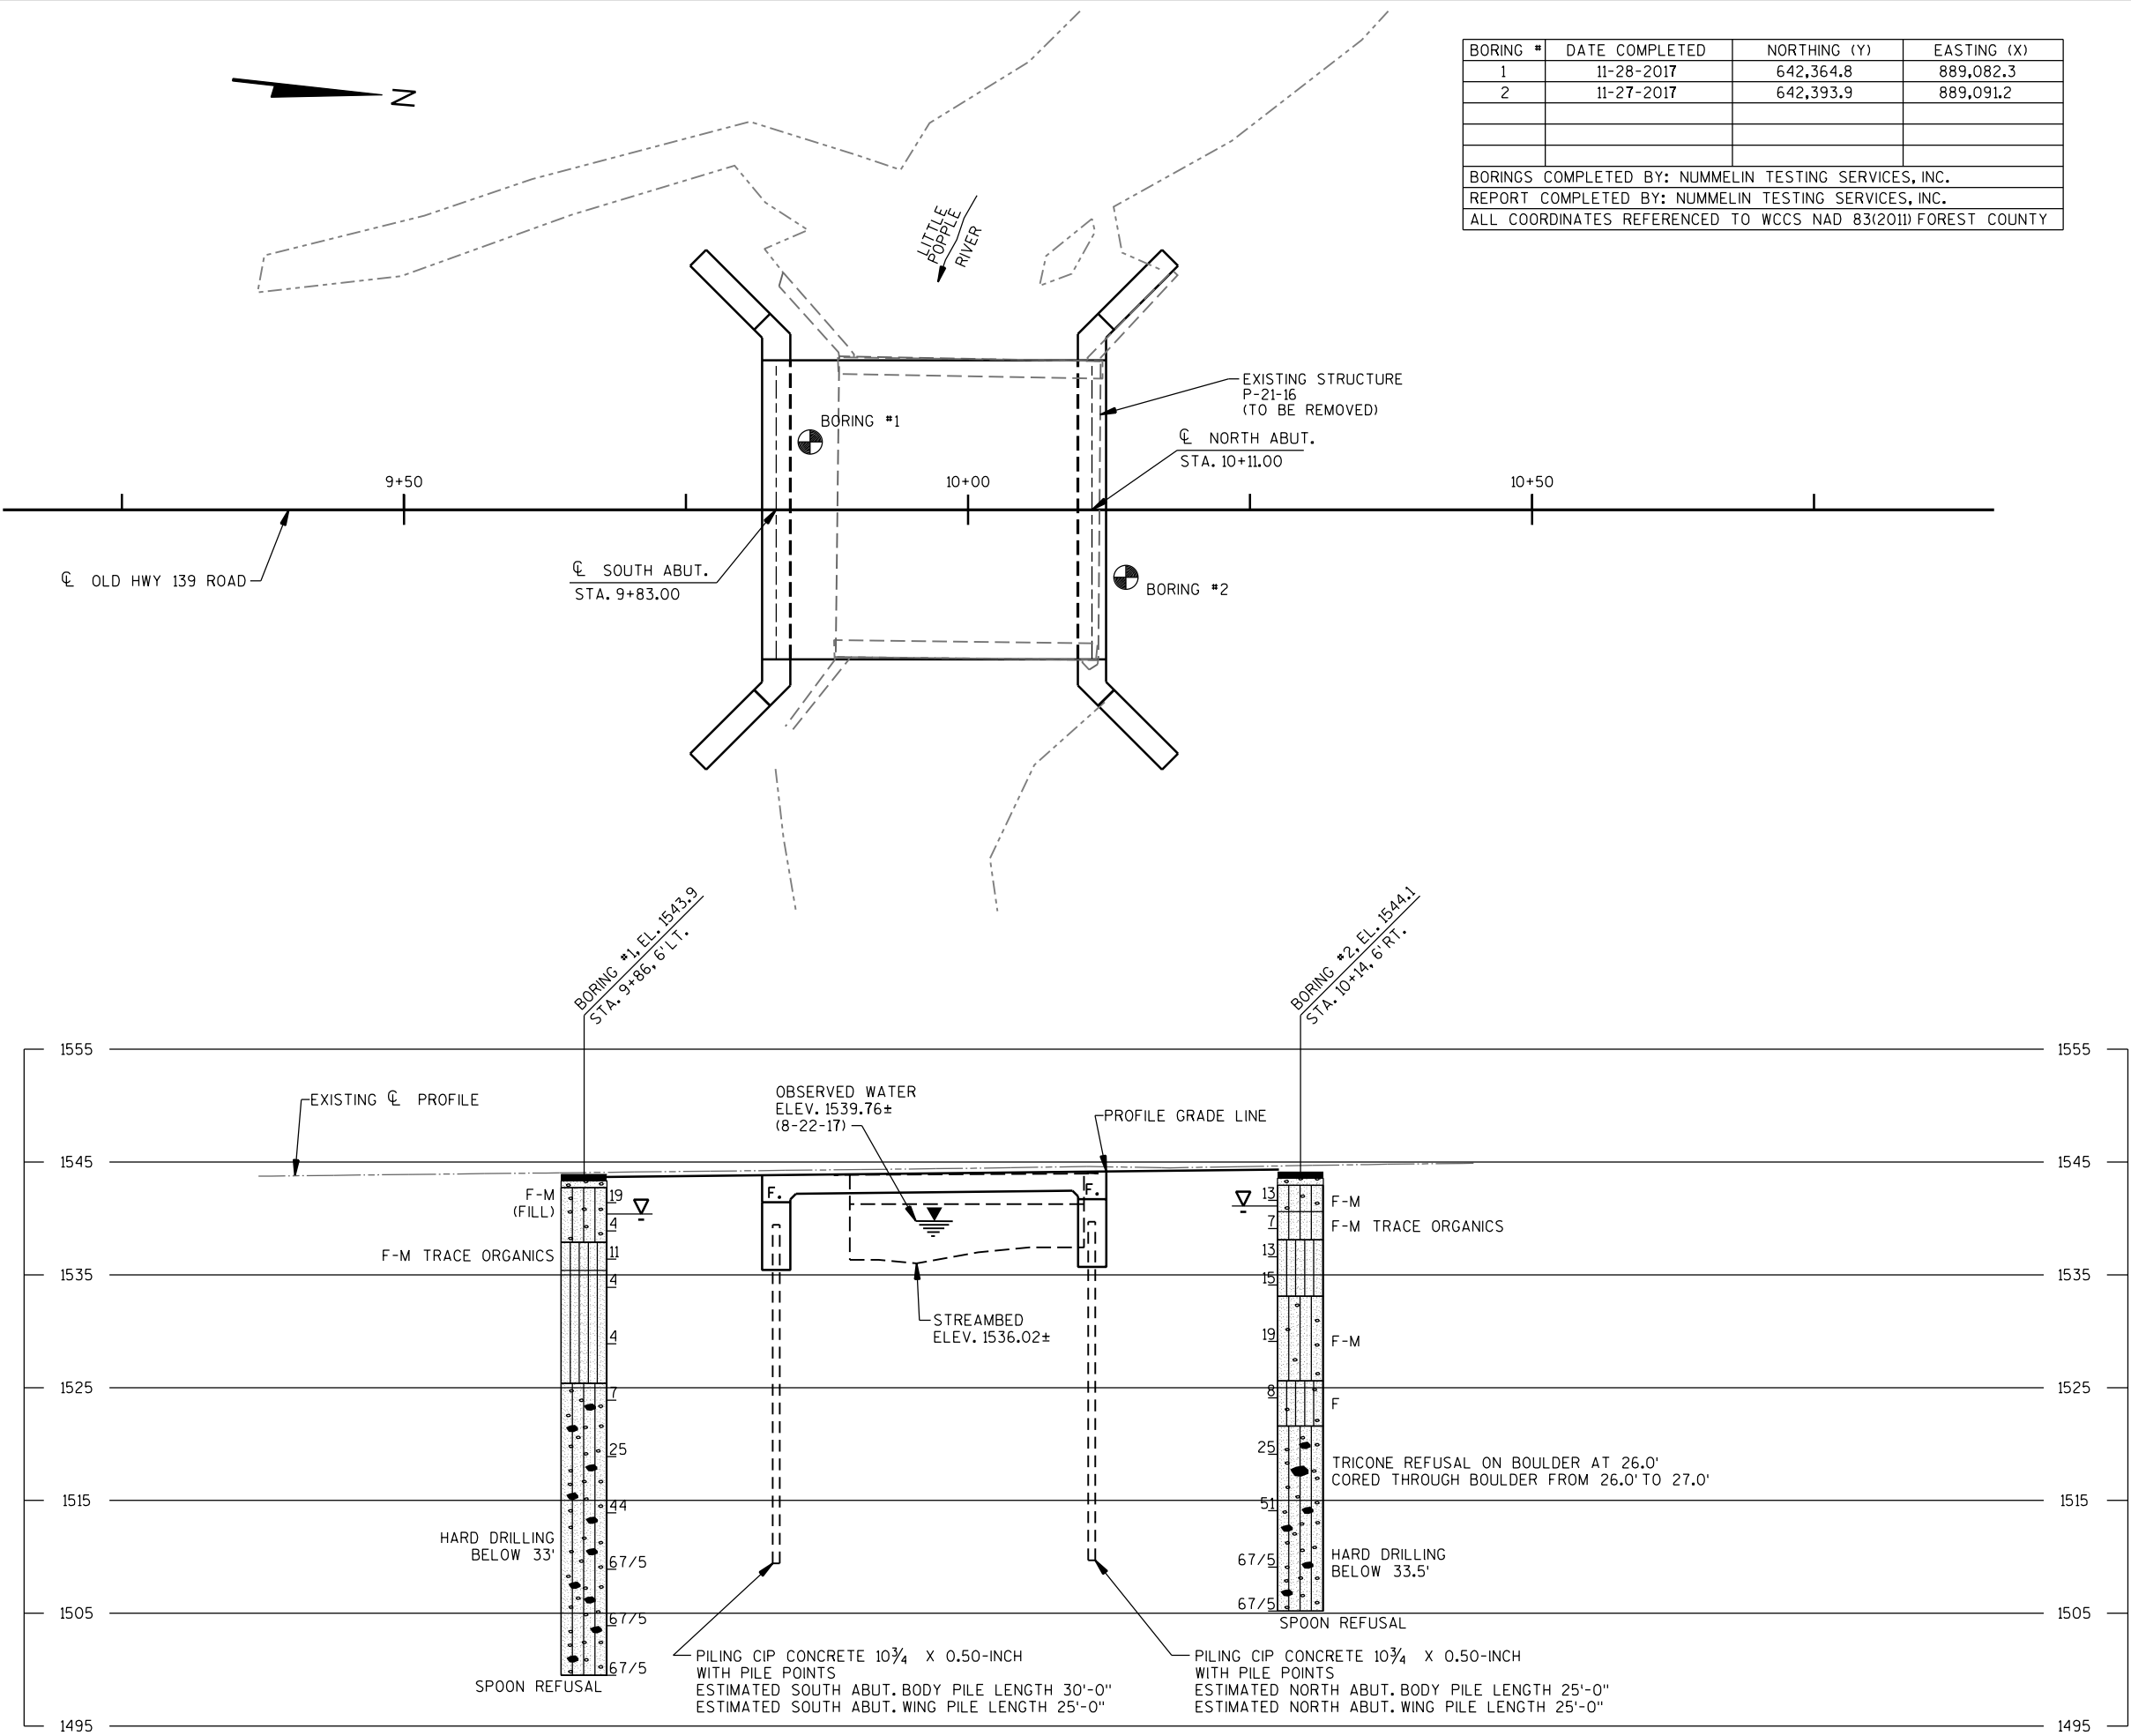 N
BORING # DATE COMPLETED NORTHING (Y) EASTING (X)
1 11-28-2017 642,364.8 889,082.3
2 11-27-2017 642,393.9 889,091.2
BORINGS COMPLETED BY: NUMMELIN TESTING SERVICES, INC.
REPORT COMPLETED BY: NUMMELIN TESTING SERVICES, INC.
ALL COORDINATES REFERENCED TO WCCS NAD 83(2011) FOREST COUNTY
LITTLE
POPPLE
RIVER
EXISTING STRUCTURE
P-21-16
(TO BE REMOVED)
BORING #1
℄ NORTH ABUT.
STA. 10+11.00
9+50
10+00
10+50
℄ SOUTH ABUT.
STA. 9+83.00
℄ OLD HWY 139 ROAD
BORING #2
BORING #1, EL. 1543.9
STA. 9+86, 6' LT.
BORING #2, EL. 1544.1
STA. 10+14, 6' RT.
1555
1555
EXISTING ℄ PROFILE
OBSERVED WATER
ELEV. 1539.76±
(8-22-17)
PROFILE GRADE LINE
1545
1545
F-M
(FILL)
19
4
F-M TRACE ORGANICS
11
4
4
7
25
44
HARD DRILLING
BELOW 33'
67/5
67/5
67/5
SPOON REFUSAL
F.
F.
STREAMBED
ELEV. 1536.02±
13
F-M
7
F-M TRACE ORGANICS
13
15
19
F-M
8
F
25
TRICONE REFUSAL ON BOULDER AT 26.0'
CORED THROUGH BOULDER FROM 26.0' TO 27.0'
51
67/5
HARD DRILLING
BELOW 33.5'
67/5
SPOON REFUSAL
1535
1535
1525
1525
1515
1515
1505
1505
PILING CIP CONCRETE 10¾ X 0.50-INCH
WITH PILE POINTS
ESTIMATED SOUTH ABUT. BODY PILE LENGTH 30'-0"
ESTIMATED SOUTH ABUT. WING PILE LENGTH 25'-0"
PILING CIP CONCRETE 10¾ X 0.50-INCH
WITH PILE POINTS
ESTIMATED NORTH ABUT. BODY PILE LENGTH 25'-0"
ESTIMATED NORTH ABUT. WING PILE LENGTH 25'-0"
1495
1495